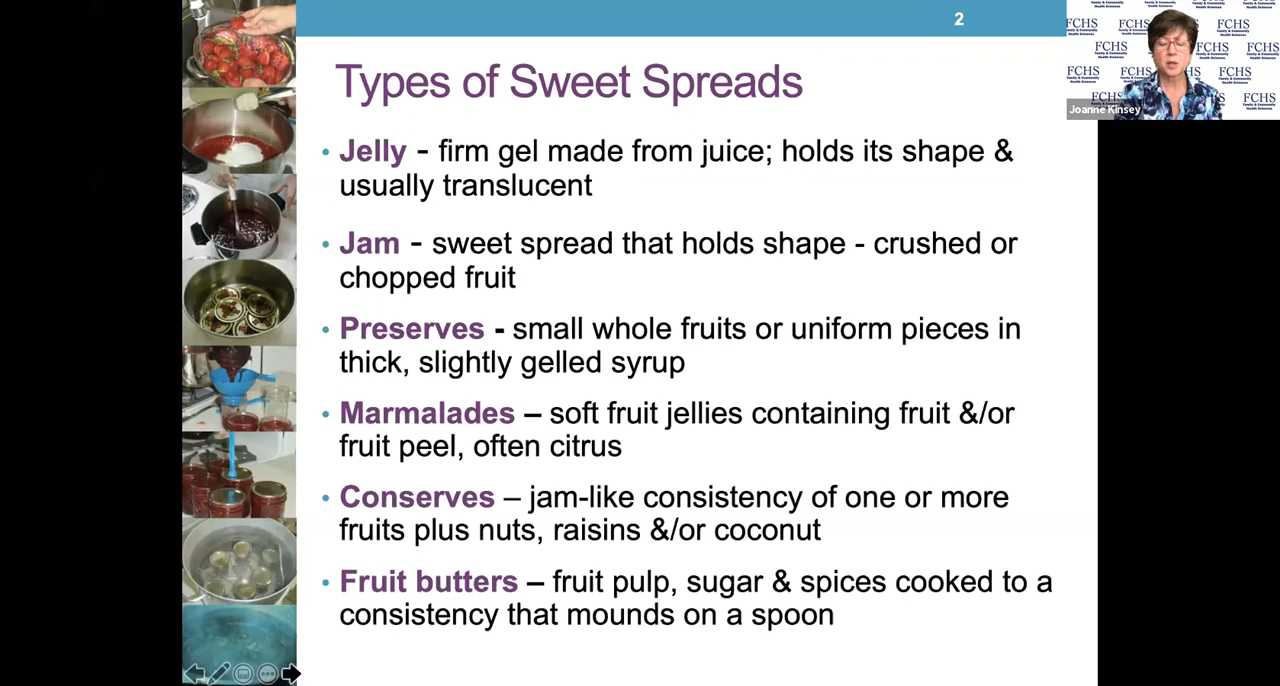 2
Types of Sweet Spreads
• Jelly - firm gel made from juice; holds its shape &
usually translucent
• Jam - sweet spread that holds shape - crushed or
chopped fruit
• Preserves - small whole fruits or uniform pieces in
thick, slightly gelled syrup
• Marmalades – soft fruit jellies containing fruit &/or
fruit peel, often citrus
• Conserves – jam-like consistency of one or more
fruits plus nuts, raisins &/or coconut
• Fruit butters – fruit pulp, sugar & spices cooked to a
consistency that mounds on a spoon
FCHS
Family & Community
Health Sciences
Joanne Kinsey